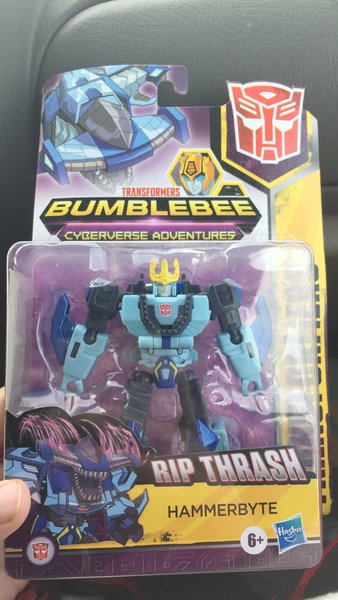 TRANSFORMERS
BUMBLEBEE
CYBERVERSE ADVENTURES
RIP THRASH
HAMMERBYTE
6+
Hasbro